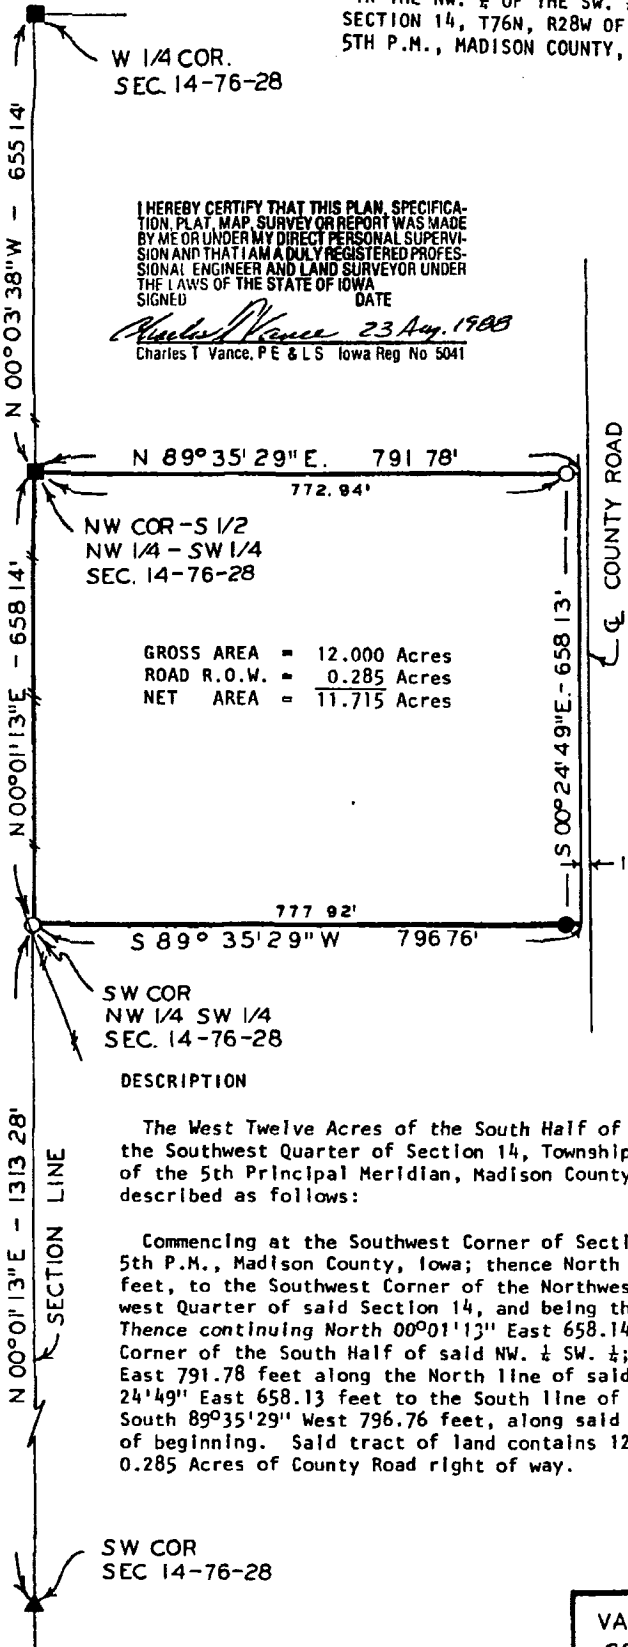 IN THE NW. ¼ OF THE SW.
SECTION 14, T76N, R28W OF
5TH P.M., MADISON COUNTY,
W 1/4 COR.
SEC. 14-76-28
N 00°03'38"W - 655 14'
I HEREBY CERTIFY THAT THIS PLAN, SPECIFICA-
TION, PLAT, MAP, SURVEY OR REPORT WAS MADE
BY ME OR UNDER MY DIRECT PERSONAL SUPERVI-
SION AND THAT I AM A DULY REGISTERED PROFES-
SIONAL ENGINEER AND LAND SURVEYOR UNDER
THE LAWS OF THE STATE OF IOWA
SIGNED DATE
Charles T Vance 23 Aug. 1988
Charles T Vance, P E & L S Iowa Reg No 5041
N 89° 35' 29" E. 791 78'
772.94'
NW COR-S 1/2
NW 1/4 - SW 1/4
SEC. 14-76-28
℄ COUNTY ROAD
N 00°01'13"E - 658 14'
GROSS AREA = 12.000 Acres
ROAD R.O.W. = 0.285 Acres
NET AREA = 11.715 Acres
S 00°24'49"E.- 658 13'
777 92'
S 89° 35' 29" W 796 76'
SW COR
NW 1/4 SW 1/4
SEC. 14-76-28
N 00°01'13"E - 1313 28'
SECTION LINE
DESCRIPTION
The West Twelve Acres of the South Half of
the Southwest Quarter of Section 14, Township
of the 5th Principal Meridian, Madison County
described as follows:
Commencing at the Southwest Corner of Secti
5th P.M., Madison County, Iowa; thence North
feet, to the Southwest Corner of the Northwes
west Quarter of said Section 14, and being th
Thence continuing North 00°01'13" East 658.14
Corner of the South Half of said NW. ¼ SW. ¼;
East 791.78 feet along the North line of said
24'49" East 658.13 feet to the South line of
South 89°35'29" West 796.76 feet, along said
of beginning. Said tract of land contains 12
0.285 Acres of County Road right of way.
SW COR
SEC 14-76-28
VA